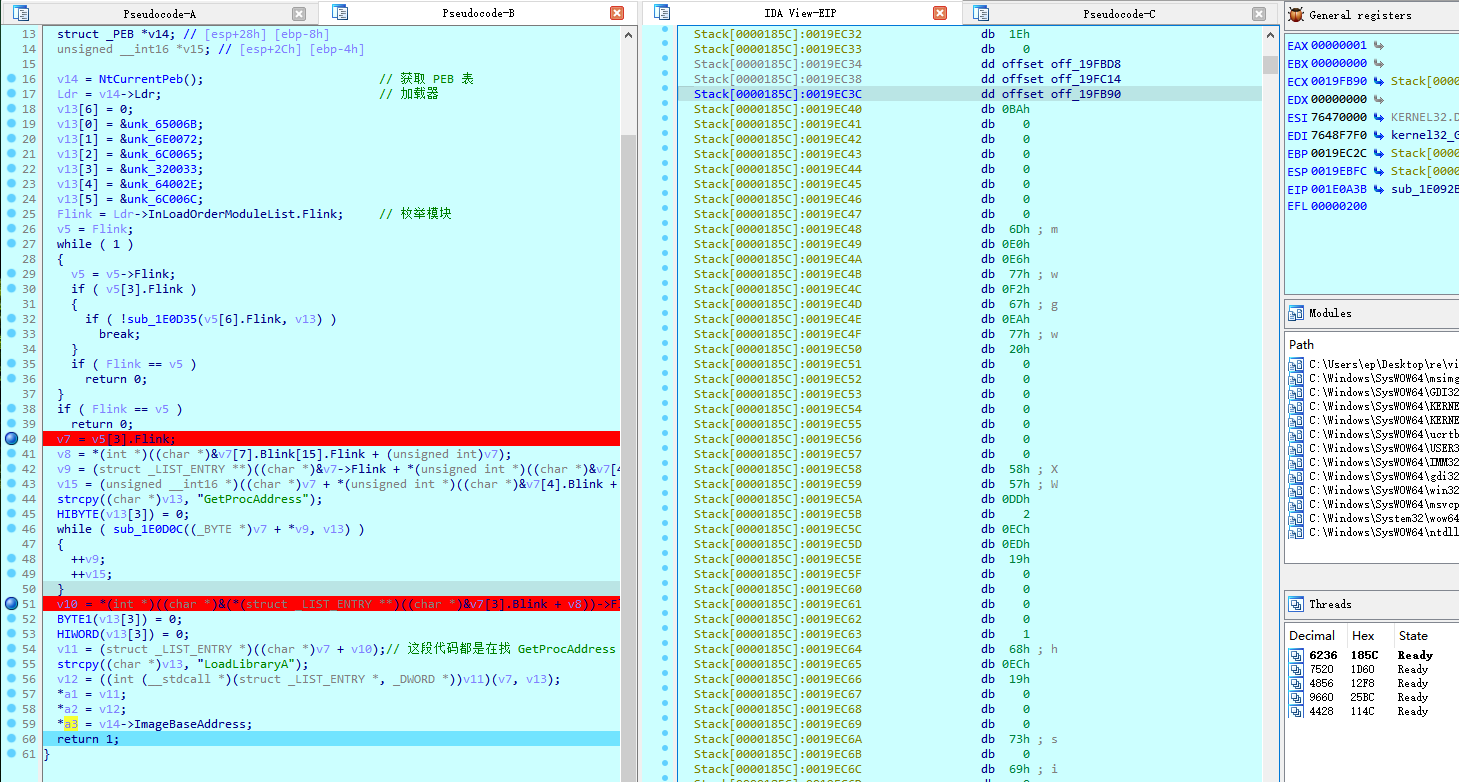 Pseudocode-A
Pseudocode-B
IDA View-EIP
Pseudocode-C
General registers
13 struct _PEB *v14; // [esp+28h] [ebp-8h]
14 unsigned __int16 *v15; // [esp+2Ch] [ebp-4h]
15
16 v14 = NtCurrentPeb(); // 获取 PEB 表
17 Ldr = v14->Ldr; // 加载器
18 v13[6] = 0;
19 v13[0] = &unk_65006B;
20 v13[1] = &unk_6E0072;
21 v13[2] = &unk_6C0065;
22 v13[3] = &unk_320033;
23 v13[4] = &unk_64002E;
24 v13[5] = &unk_6C006C;
25 Flink = Ldr->InLoadOrderModuleList.Flink; // 枚举模块
26 v5 = Flink;
27 while ( 1 )
28 {
29 v5 = v5->Flink;
30 if ( v5[3].Flink )
31 {
32 if ( !sub_1E0D35(v5[6].Flink, v13) )
33 break;
34 }
35 if ( Flink == v5 )
36 return 0;
37 }
38 if ( Flink == v5 )
39 return 0;
40 v7 = v5[3].Flink;
41 v8 = *(int *)((char *)&v7[7].Blink[15].Flink + (unsigned int)v7);
42 v9 = (struct _LIST_ENTRY **)((char *)&v7->Flink + *(unsigned int *)((char *)&v7[4
43 v15 = (unsigned __int16 *)((char *)v7 + *(unsigned int *)((char *)&v7[4].Blink +
44 strcpy((char *)v13, "GetProcAddress");
45 HIBYTE(v13[3]) = 0;
46 while ( sub_1E0D0C((_BYTE *)v7 + *v9, v13) )
47 {
48 ++v9;
49 ++v15;
50 }
51 v10 = *(int *)((char *)&(*(struct _LIST_ENTRY **)((char *)&v7[3].Blink + v8))->F
52 BYTE1(v13[3]) = 0;
53 HIWORD(v13[3]) = 0;
54 v11 = (struct _LIST_ENTRY *)((char *)v7 + v10);// 这段代码都是在找 GetProcAddress
55 strcpy((char *)v13, "LoadLibraryA");
56 v12 = ((int (__stdcall *)(struct _LIST_ENTRY *, _DWORD *))v11)(v7, v13);
57 *a1 = v11;
58 *a2 = v12;
59 *a3 = v14->ImageBaseAddress;
60 return 1;
61 }
Stack[0000185C]:0019EC32 db 1Eh
Stack[0000185C]:0019EC33 db 0
Stack[0000185C]:0019EC34 dd offset off_19FBD8
Stack[0000185C]:0019EC38 dd offset off_19FC14
Stack[0000185C]:0019EC3C dd offset off_19FB90
Stack[0000185C]:0019EC40 db 0BAh
Stack[0000185C]:0019EC41 db 0
Stack[0000185C]:0019EC42 db 0
Stack[0000185C]:0019EC43 db 0
Stack[0000185C]:0019EC44 db 0
Stack[0000185C]:0019EC45 db 0
Stack[0000185C]:0019EC46 db 0
Stack[0000185C]:0019EC47 db 0
Stack[0000185C]:0019EC48 db 6Dh ; m
Stack[0000185C]:0019EC49 db 0E0h
Stack[0000185C]:0019EC4A db 0E6h
Stack[0000185C]:0019EC4B db 77h ; w
Stack[0000185C]:0019EC4C db 0F2h
Stack[0000185C]:0019EC4D db 67h ; g
Stack[0000185C]:0019EC4E db 0EAh
Stack[0000185C]:0019EC4F db 77h ; w
Stack[0000185C]:0019EC50 db 20h
Stack[0000185C]:0019EC51 db 0
Stack[0000185C]:0019EC52 db 0
Stack[0000185C]:0019EC53 db 0
Stack[0000185C]:0019EC54 db 0
Stack[0000185C]:0019EC55 db 0
Stack[0000185C]:0019EC56 db 0
Stack[0000185C]:0019EC57 db 0
Stack[0000185C]:0019EC58 db 58h ; X
Stack[0000185C]:0019EC59 db 57h ; W
Stack[0000185C]:0019EC5A db 0DDh
Stack[0000185C]:0019EC5B db 2
Stack[0000185C]:0019EC5C db 0ECh
Stack[0000185C]:0019EC5D db 0EDh
Stack[0000185C]:0019EC5E db 19h
Stack[0000185C]:0019EC5F db 0
Stack[0000185C]:0019EC60 db 0
Stack[0000185C]:0019EC61 db 0
Stack[0000185C]:0019EC62 db 0
Stack[0000185C]:0019EC63 db 1
Stack[0000185C]:0019EC64 db 68h ; h
Stack[0000185C]:0019EC65 db 0ECh
Stack[0000185C]:0019EC66 db 19h
Stack[0000185C]:0019EC67 db 0
Stack[0000185C]:0019EC68 db 0
Stack[0000185C]:0019EC69 db 0
Stack[0000185C]:0019EC6A db 73h ; s
Stack[0000185C]:0019EC6B db 0
Stack[0000185C]:0019EC6C db 69h ; i
EAX 00000001
EBX 00000000
ECX 0019FB90 Stack[0000
EDX 00000000
ESI 76470000 KERNEL32.D
EDI 7648F7F0 kernel32_G
EBP 0019EC2C Stack[0000
ESP 0019EBFC Stack[0000
EIP 001E0A3B sub_1E092B
EFL 00000200
Modules
Path
C:\Users\ep\Desktop\re\vi
C:\Windows\SysWOW64\msimg
C:\Windows\SysWOW64\GDI32
C:\Windows\SysWOW64\KERNE
C:\Windows\SysWOW64\KERNE
C:\Windows\SysWOW64\ucrtb
C:\Windows\SysWOW64\USER3
C:\Windows\SysWOW64\IMM32
C:\Windows\SysWOW64\gdi32
C:\Windows\SysWOW64\win32
C:\Windows\SysWOW64\msvcp
C:\Windows\System32\wow64
C:\Windows\SysWOW64\ntdll
Threads
Decimal Hex State
6236 185C Ready
7520 1D60 Ready
4856 12F8 Ready
9660 25BC Ready
4428 114C Ready